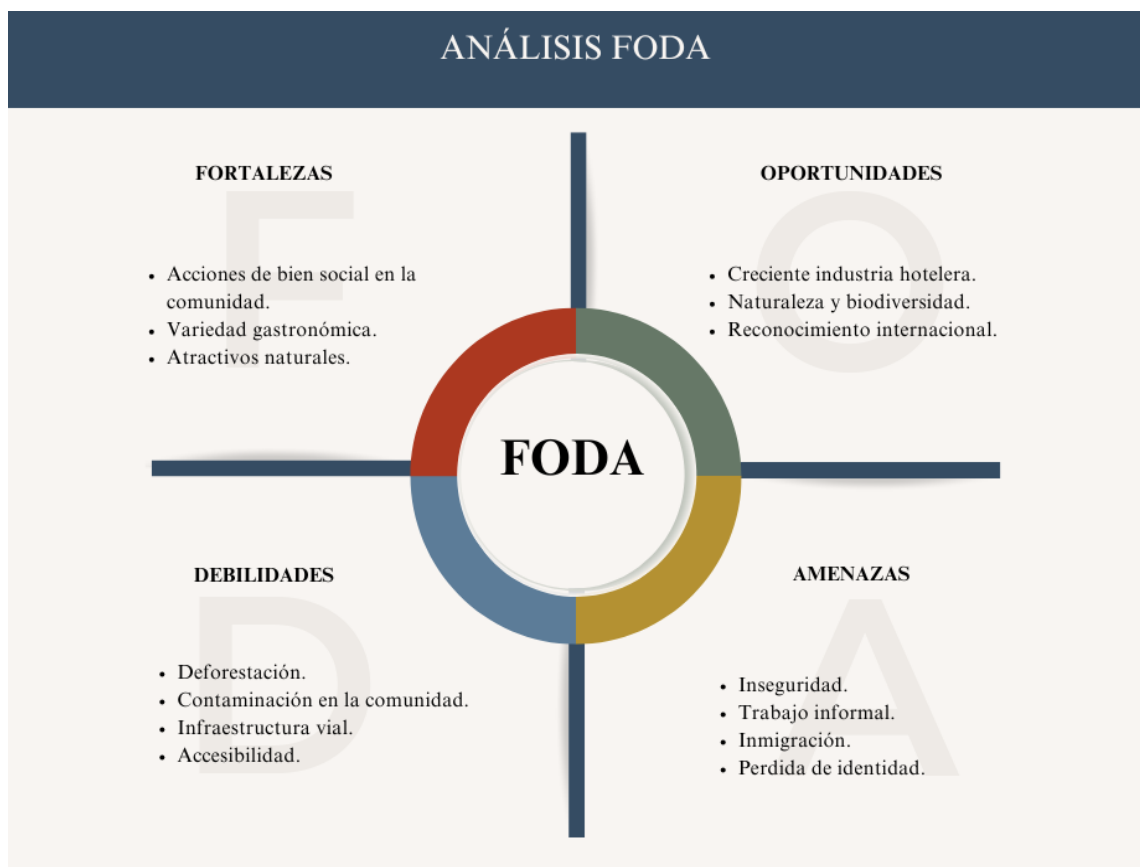 ANÁLISIS FODA
FORTALEZAS
F
• Acciones de bien social en la
comunidad.
• Variedad gastronómica.
• Atractivos naturales.
OPORTUNIDADES
O
• Creciente industria hotelera.
• Naturaleza y biodiversidad.
• Reconocimiento internacional.
FODA
DEBILIDADES
D
• Deforestación.
• Contaminación en la comunidad.
• Infraestructura vial.
• Accesibilidad.
AMENAZAS
A
• Inseguridad.
• Trabajo informal.
• Inmigración.
• Perdida de identidad.